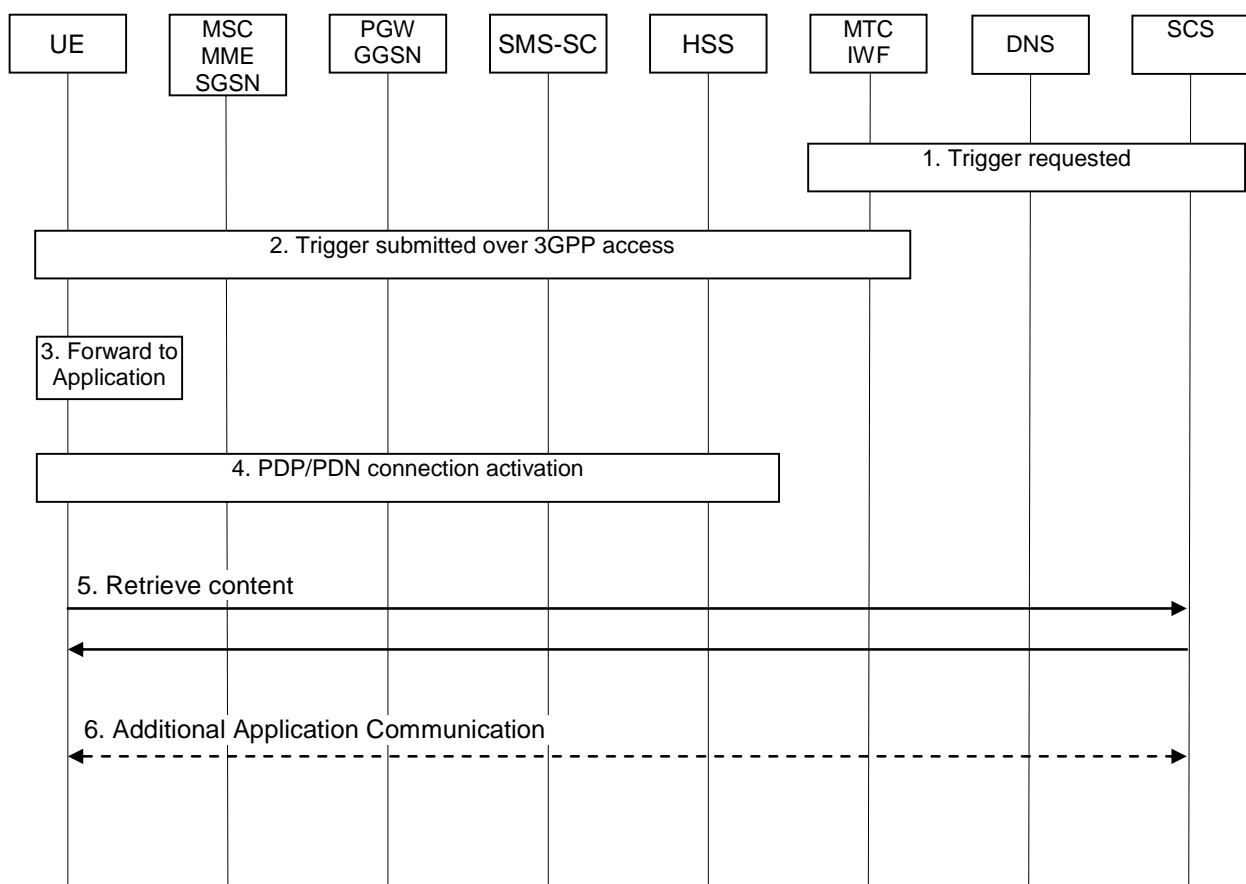 UE
MSC
MME
SGSN
PGW
GGSN
SMS-SC
HSS
MTC
IWF
DNS
SCS
1. Trigger requested
2. Trigger submitted over 3GPP access
3. Forward to
Application
4. PDP/PDN connection activation
5. Retrieve content
6. Additional Application Communication